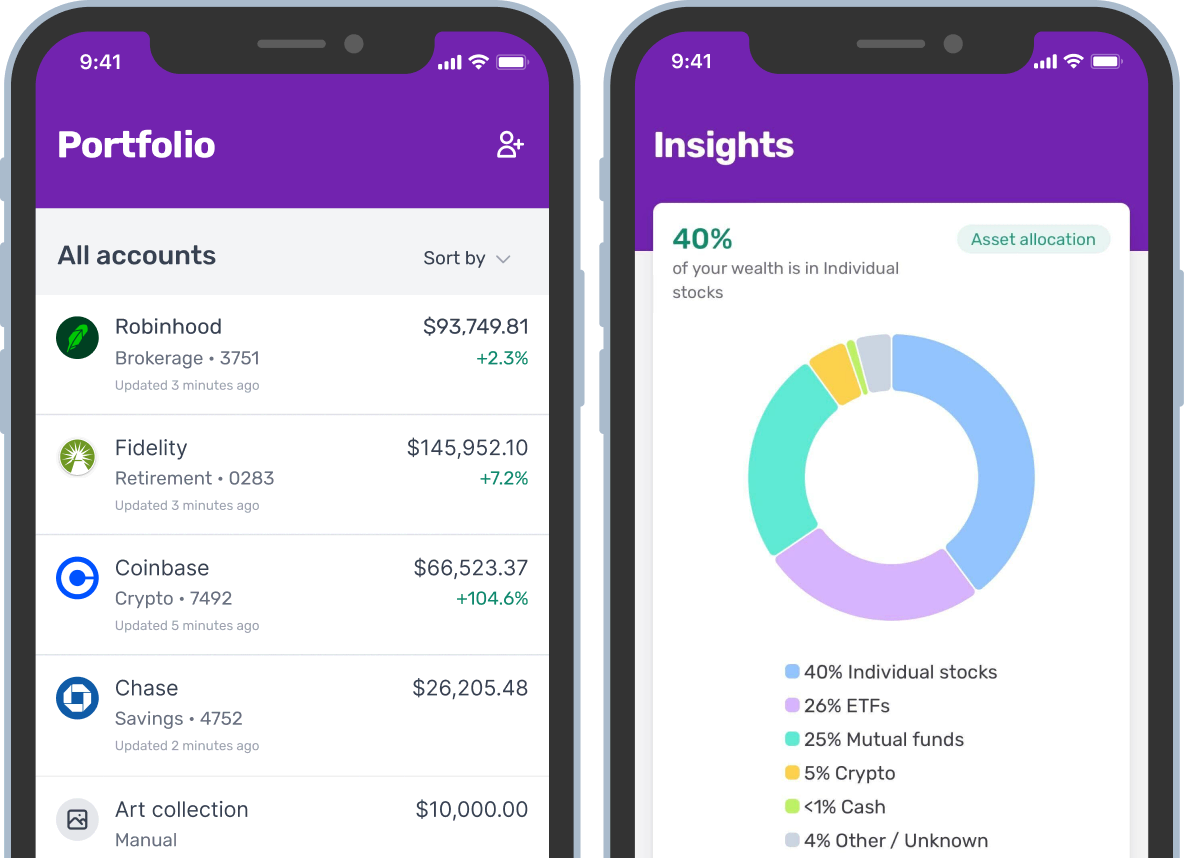 9:41
Portfolio
All accounts
Sort by
Robinhood
$93,749.81
Brokerage • 3751
+2.3%
Updated 3 minutes ago
Fidelity
$145,952.10
Retirement • 0283
+7.2%
Updated 3 minutes ago
Coinbase
$66,523.37
Crypto • 7492
+104.6%
Updated 5 minutes ago
Chase
$26,205.48
Savings • 4752
Updated 2 minutes ago
Art collection
$10,000.00
Manual
9:41
Insights
40%
Asset allocation
of your wealth is in Individual
stocks
40% Individual stocks
26% ETFs
25% Mutual funds
5% Crypto
<1% Cash
4% Other / Unknown